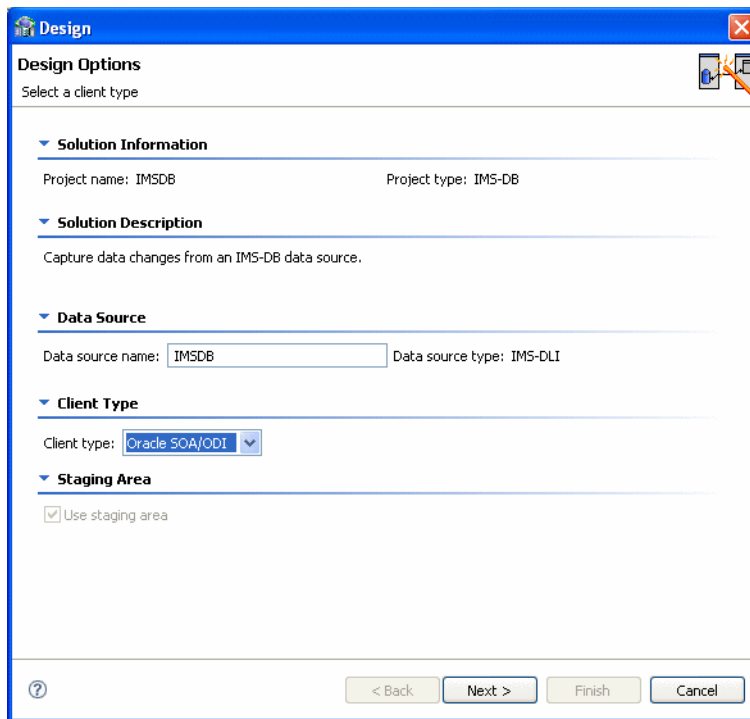 Design
Design Options
Select a client type
Solution Information
Project name: IMSDB Project type: IMS-DB
Solution Description
Capture data changes from an IMS-DB data source.
Data Source
Data source name: IMSDB Data source type: IMS-DLI
Client Type
Client type: Oracle SOA/ODI
Staging Area
Use staging area
? < Back Next > Finish Cancel